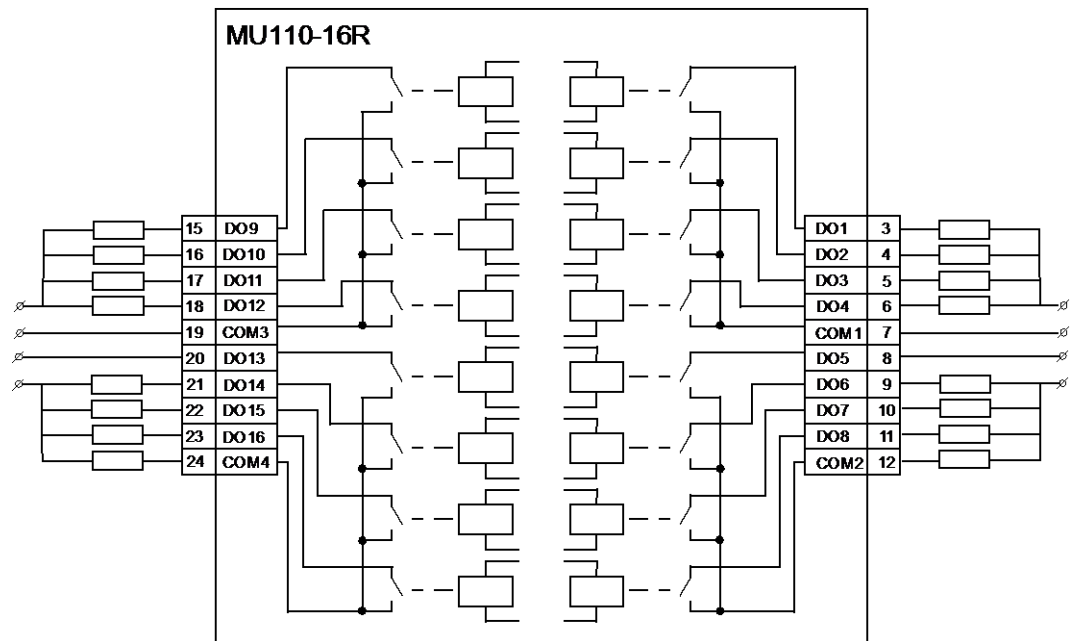 MU110-16R
15 DO9
16 DO10
17 DO11
18 DO12
19 COM3
20 DO13
21 DO14
22 DO15
23 DO16
24 COM4
DO1 3
DO2 4
DO3 5
DO4 6
COM1 7
DO5 8
DO6 9
DO7 10
DO8 11
COM2 12